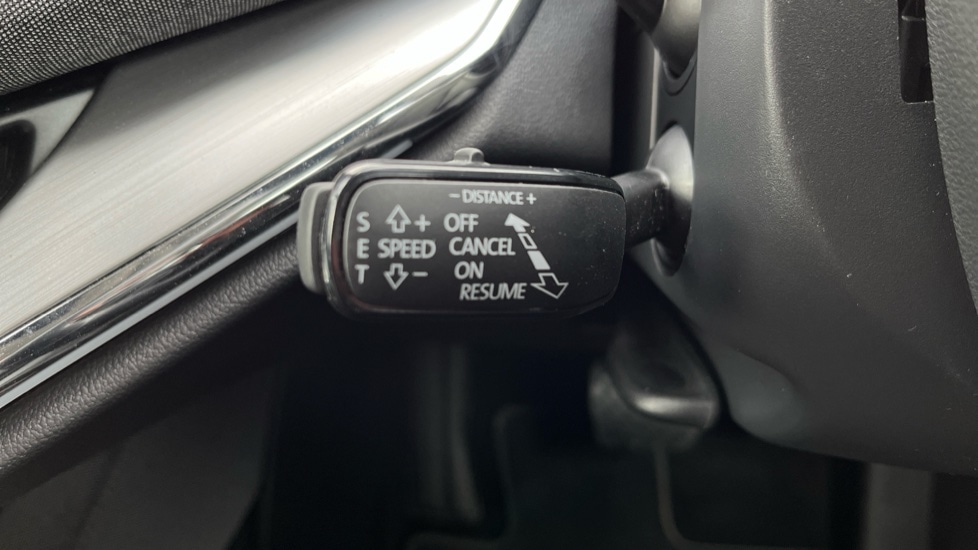 − DISTANCE +
S + OFF
E SPEED CANCEL
T − ON
RESUME